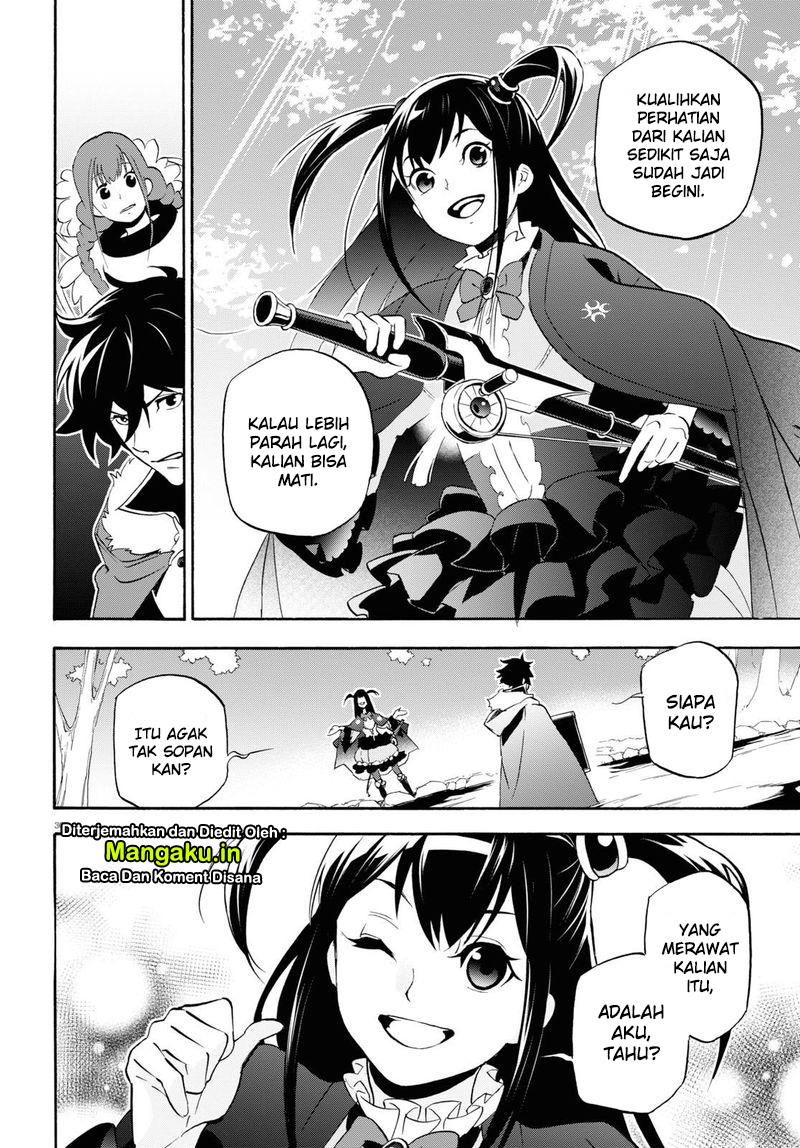 KUALIHKAN
PERHATIAN
DARI KALIAN
SEDIKIT SAJA
SUDAH JADI
BEGINI.
KALAU LEBIH
PARAH LAGI,
KALIAN BISA
MATI.
SIAPA
KAU?
ITU AGAK
TAK SOPAN
KAN?
Diterjemahkan dan Diedit Oleh :
Mangaku.in
Baca Dan Koment Disana
YANG
MERAWAT
KALIAN
ITU,
ADALAH
AKU,
TAHU?